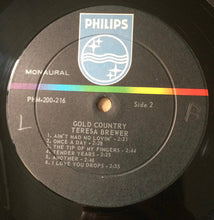 PHILIPS
MONAURAL
PHM-200-216
Side 2
GOLD COUNTRY
TERESA BREWER
1. AIN'T HAD NO LOVIN' - 2:21
2. ONCE A DAY - 2:23
3. THE TIP OF MY FINGERS - 2:44
4. TENDER YEARS - 2:25
5. ANOTHER - 2:46
6. I LOVE YOU DROPS - 2:35
L